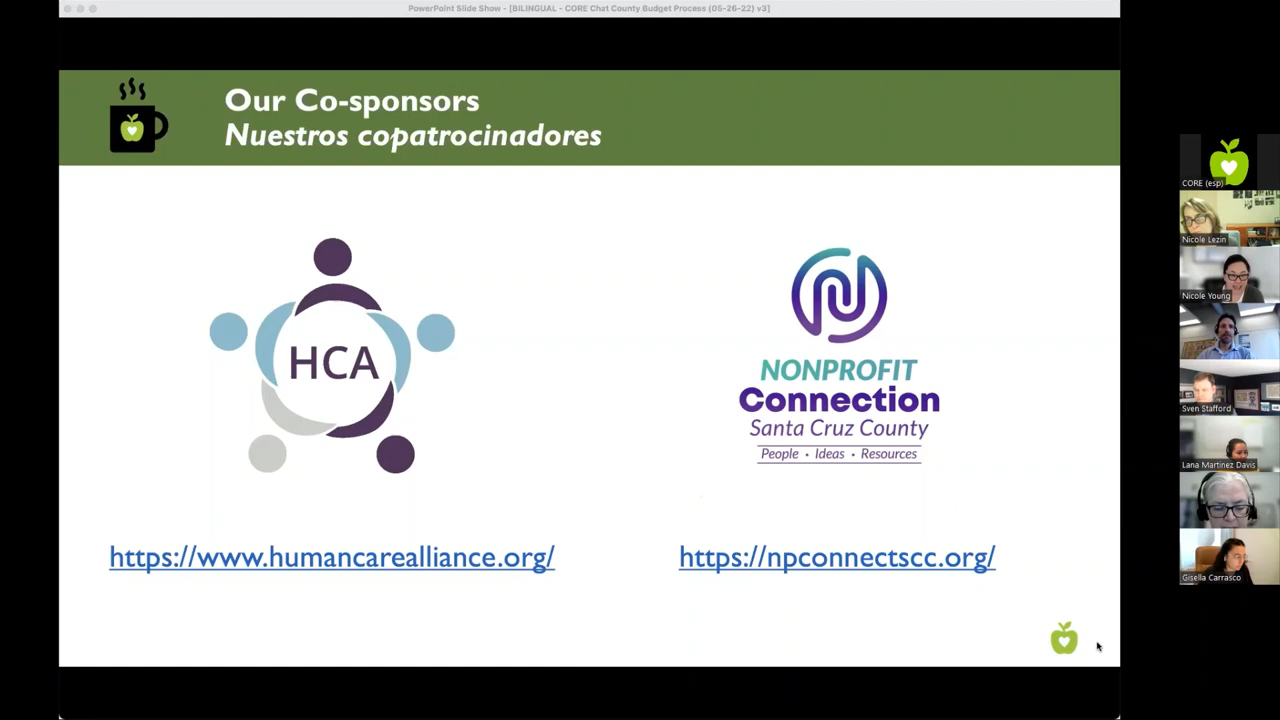 PowerPoint Slide Show - [BILINGUAL - CORE Chat County Budget Process (05-26-22) v3]
Our Co-sponsors
Nuestros copatrocinadores
HCA
NONPROFIT
Connection
Santa Cruz County
People • Ideas • Resources
https://www.humancarealliance.org/
https://npconnectscc.org/
CORE (esp)
Nicole Lezin
Nicole Young
Sven Stafford
Lana Martinez Davis
Gisella Carrasco